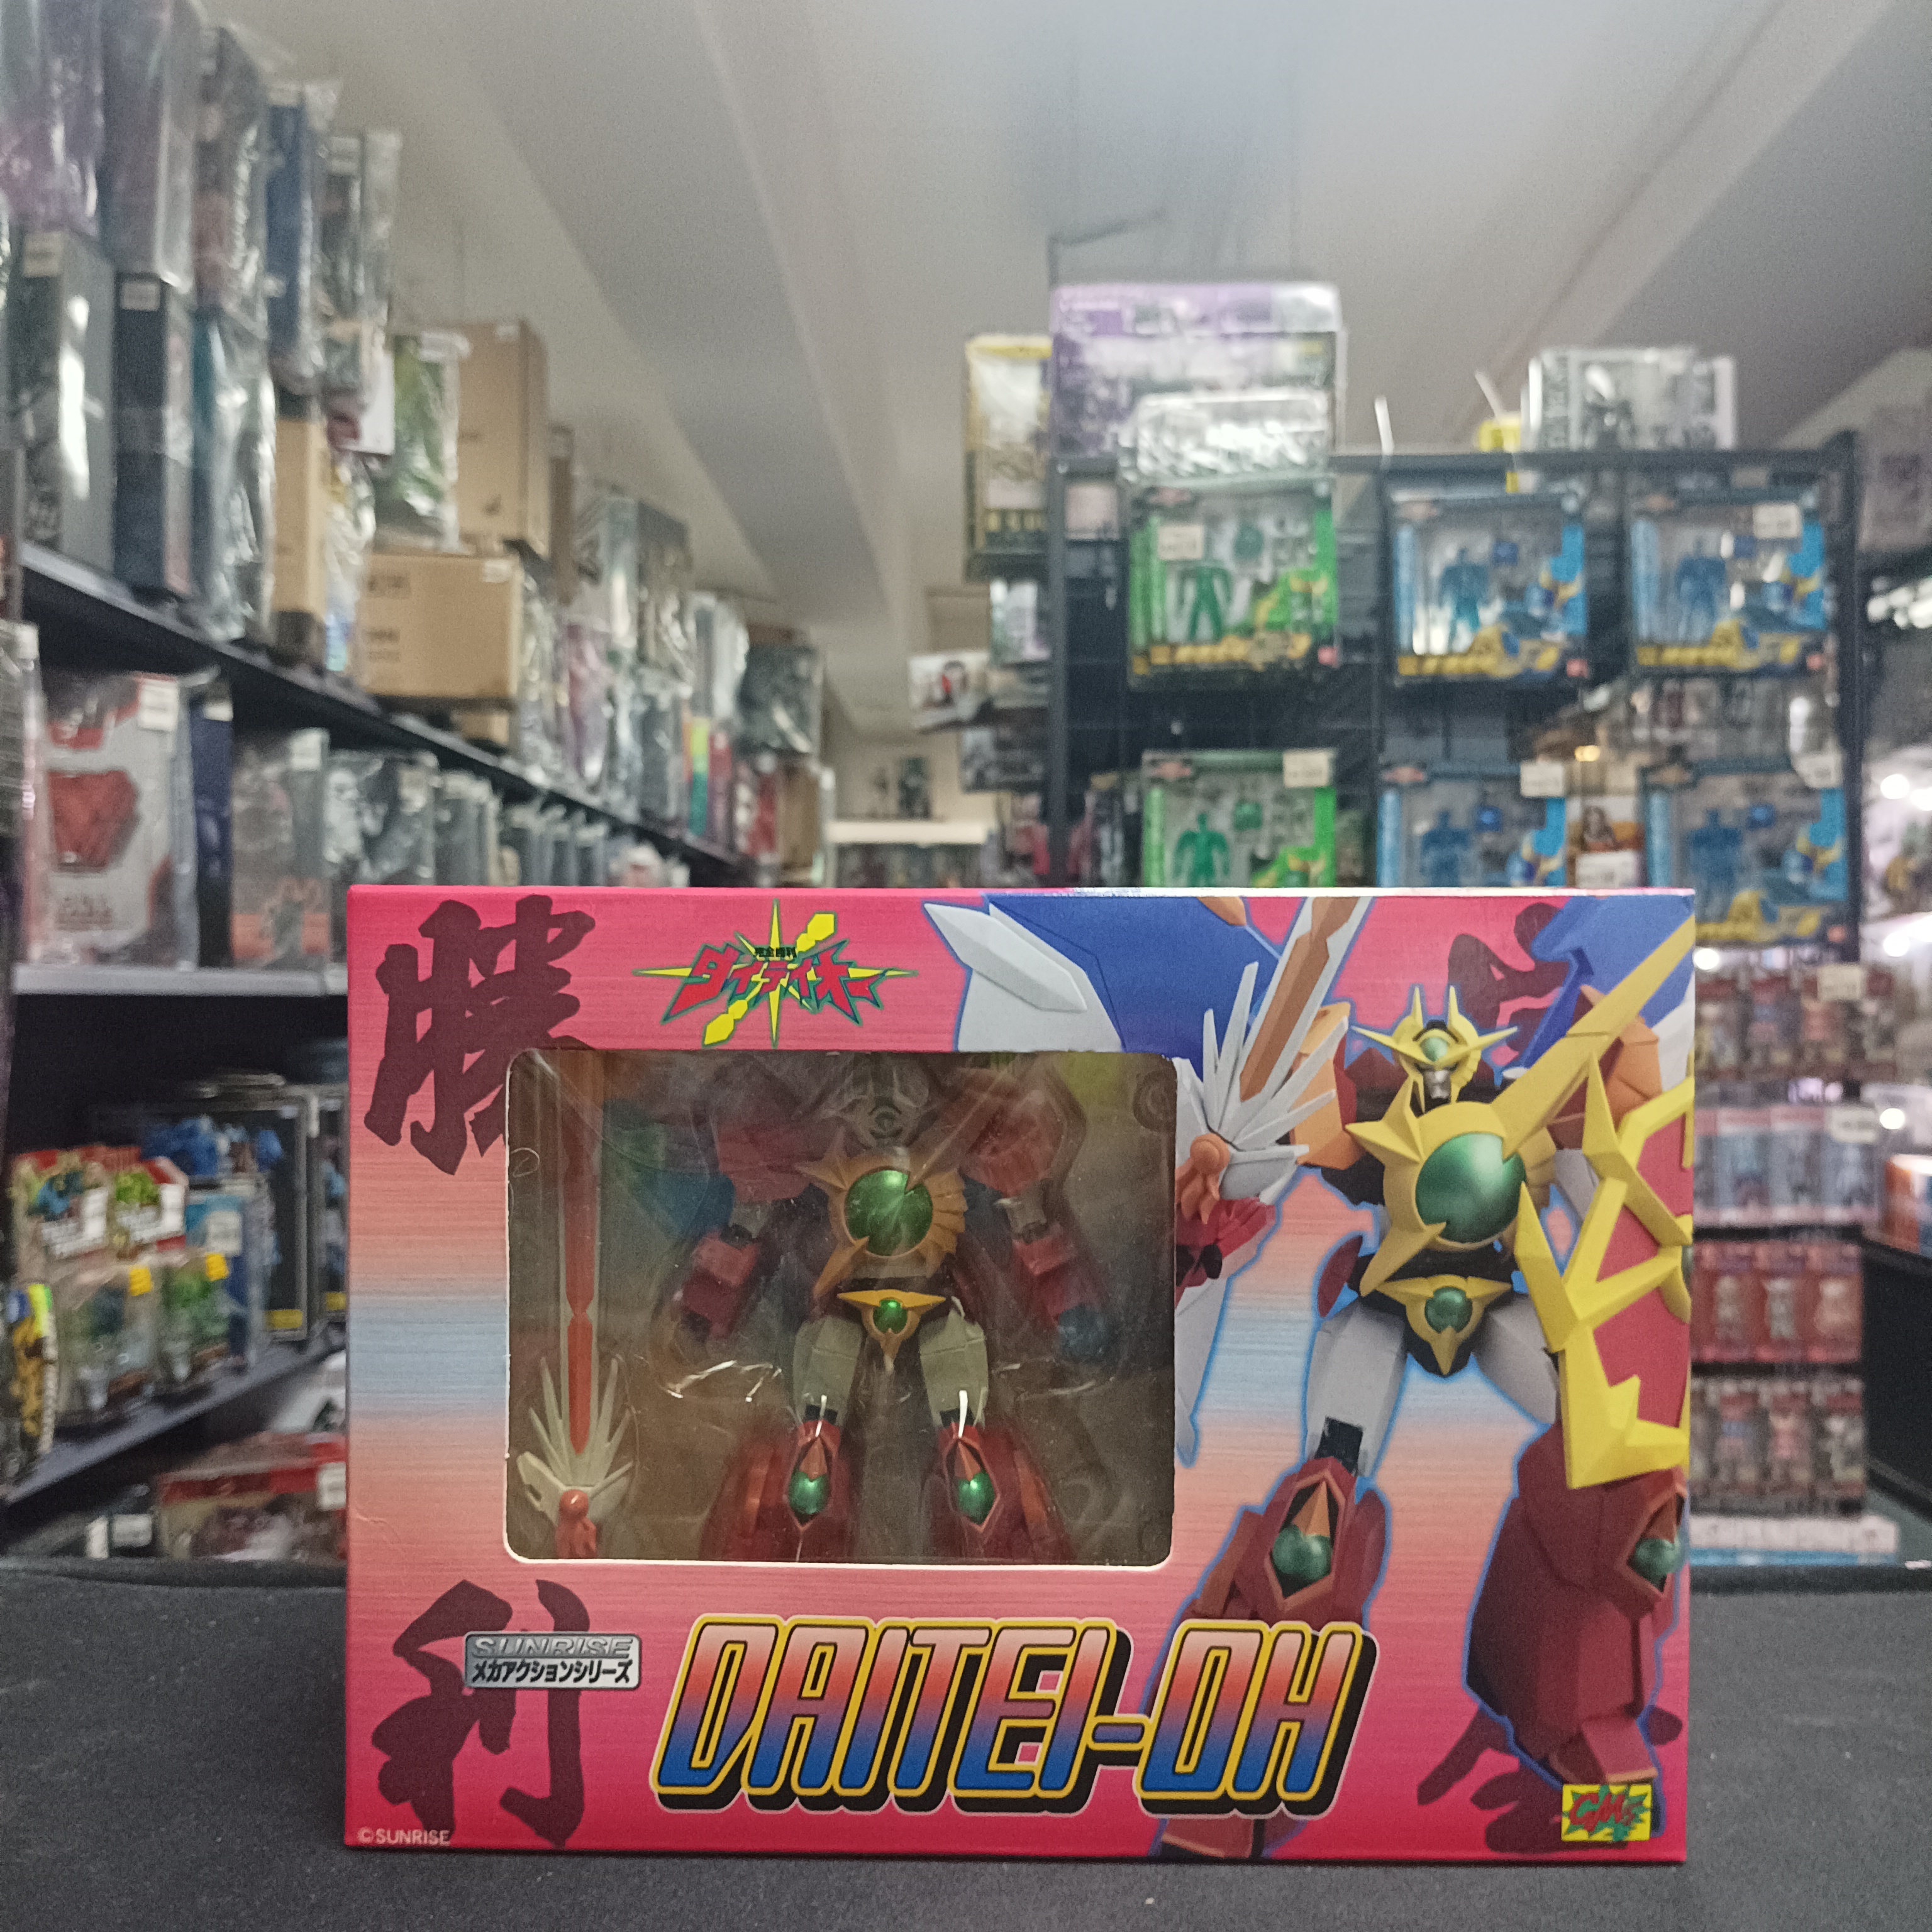 勝
完全勝利
ダイテイオー
利
SUNRISE
メカアクションシリーズ
DAITEI-OH
©SUNRISE
CM's